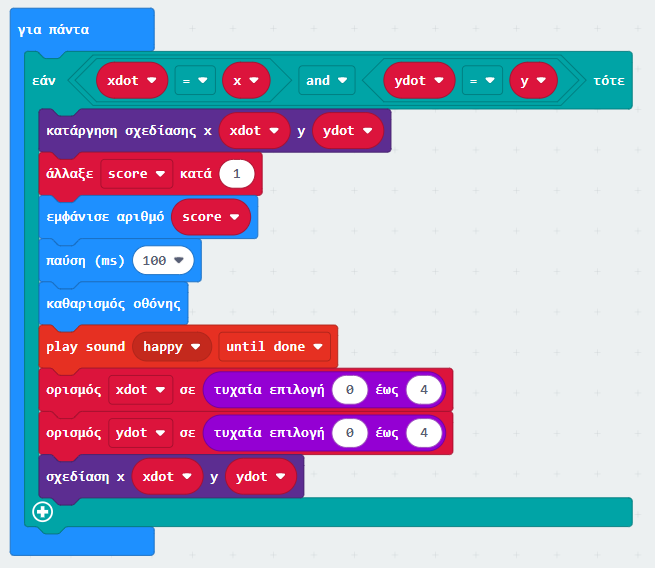 για πάντα
εάν xdot = x and ydot = y τότε
κατάργηση σχεδίασης x xdot y ydot
άλλαξε score κατά 1
εμφάνισε αριθμό score
παύση (ms) 100
καθαρισμός οθόνης
play sound happy until done
ορισμός xdot σε τυχαία επιλογή 0 έως 4
ορισμός ydot σε τυχαία επιλογή 0 έως 4
σχεδίαση x xdot y ydot